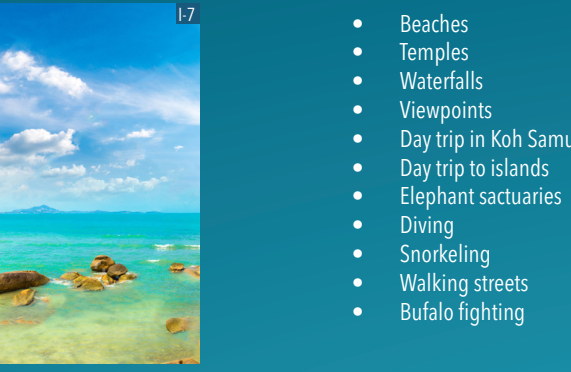 I-7
Beaches
Temples
Waterfalls
Viewpoints
Day trip in Koh Samu
Day trip to islands
Elephant sactuaries
Diving
Snorkeling
Walking streets
Bufalo fighting